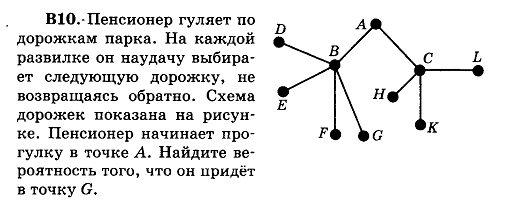 В10. Пенсионер гуляет по
дорожкам парка. На каждой
развилке он наудачу выбира-
ет следующую дорожку, не
возвращаясь обратно. Схема
дорожек показана на рисун-
ке. Пенсионер начинает про-
гулку в точке A. Найдите ве-
роятность того, что он придёт
в точку G.
A
D
B
C
L
E
H
F
G
K